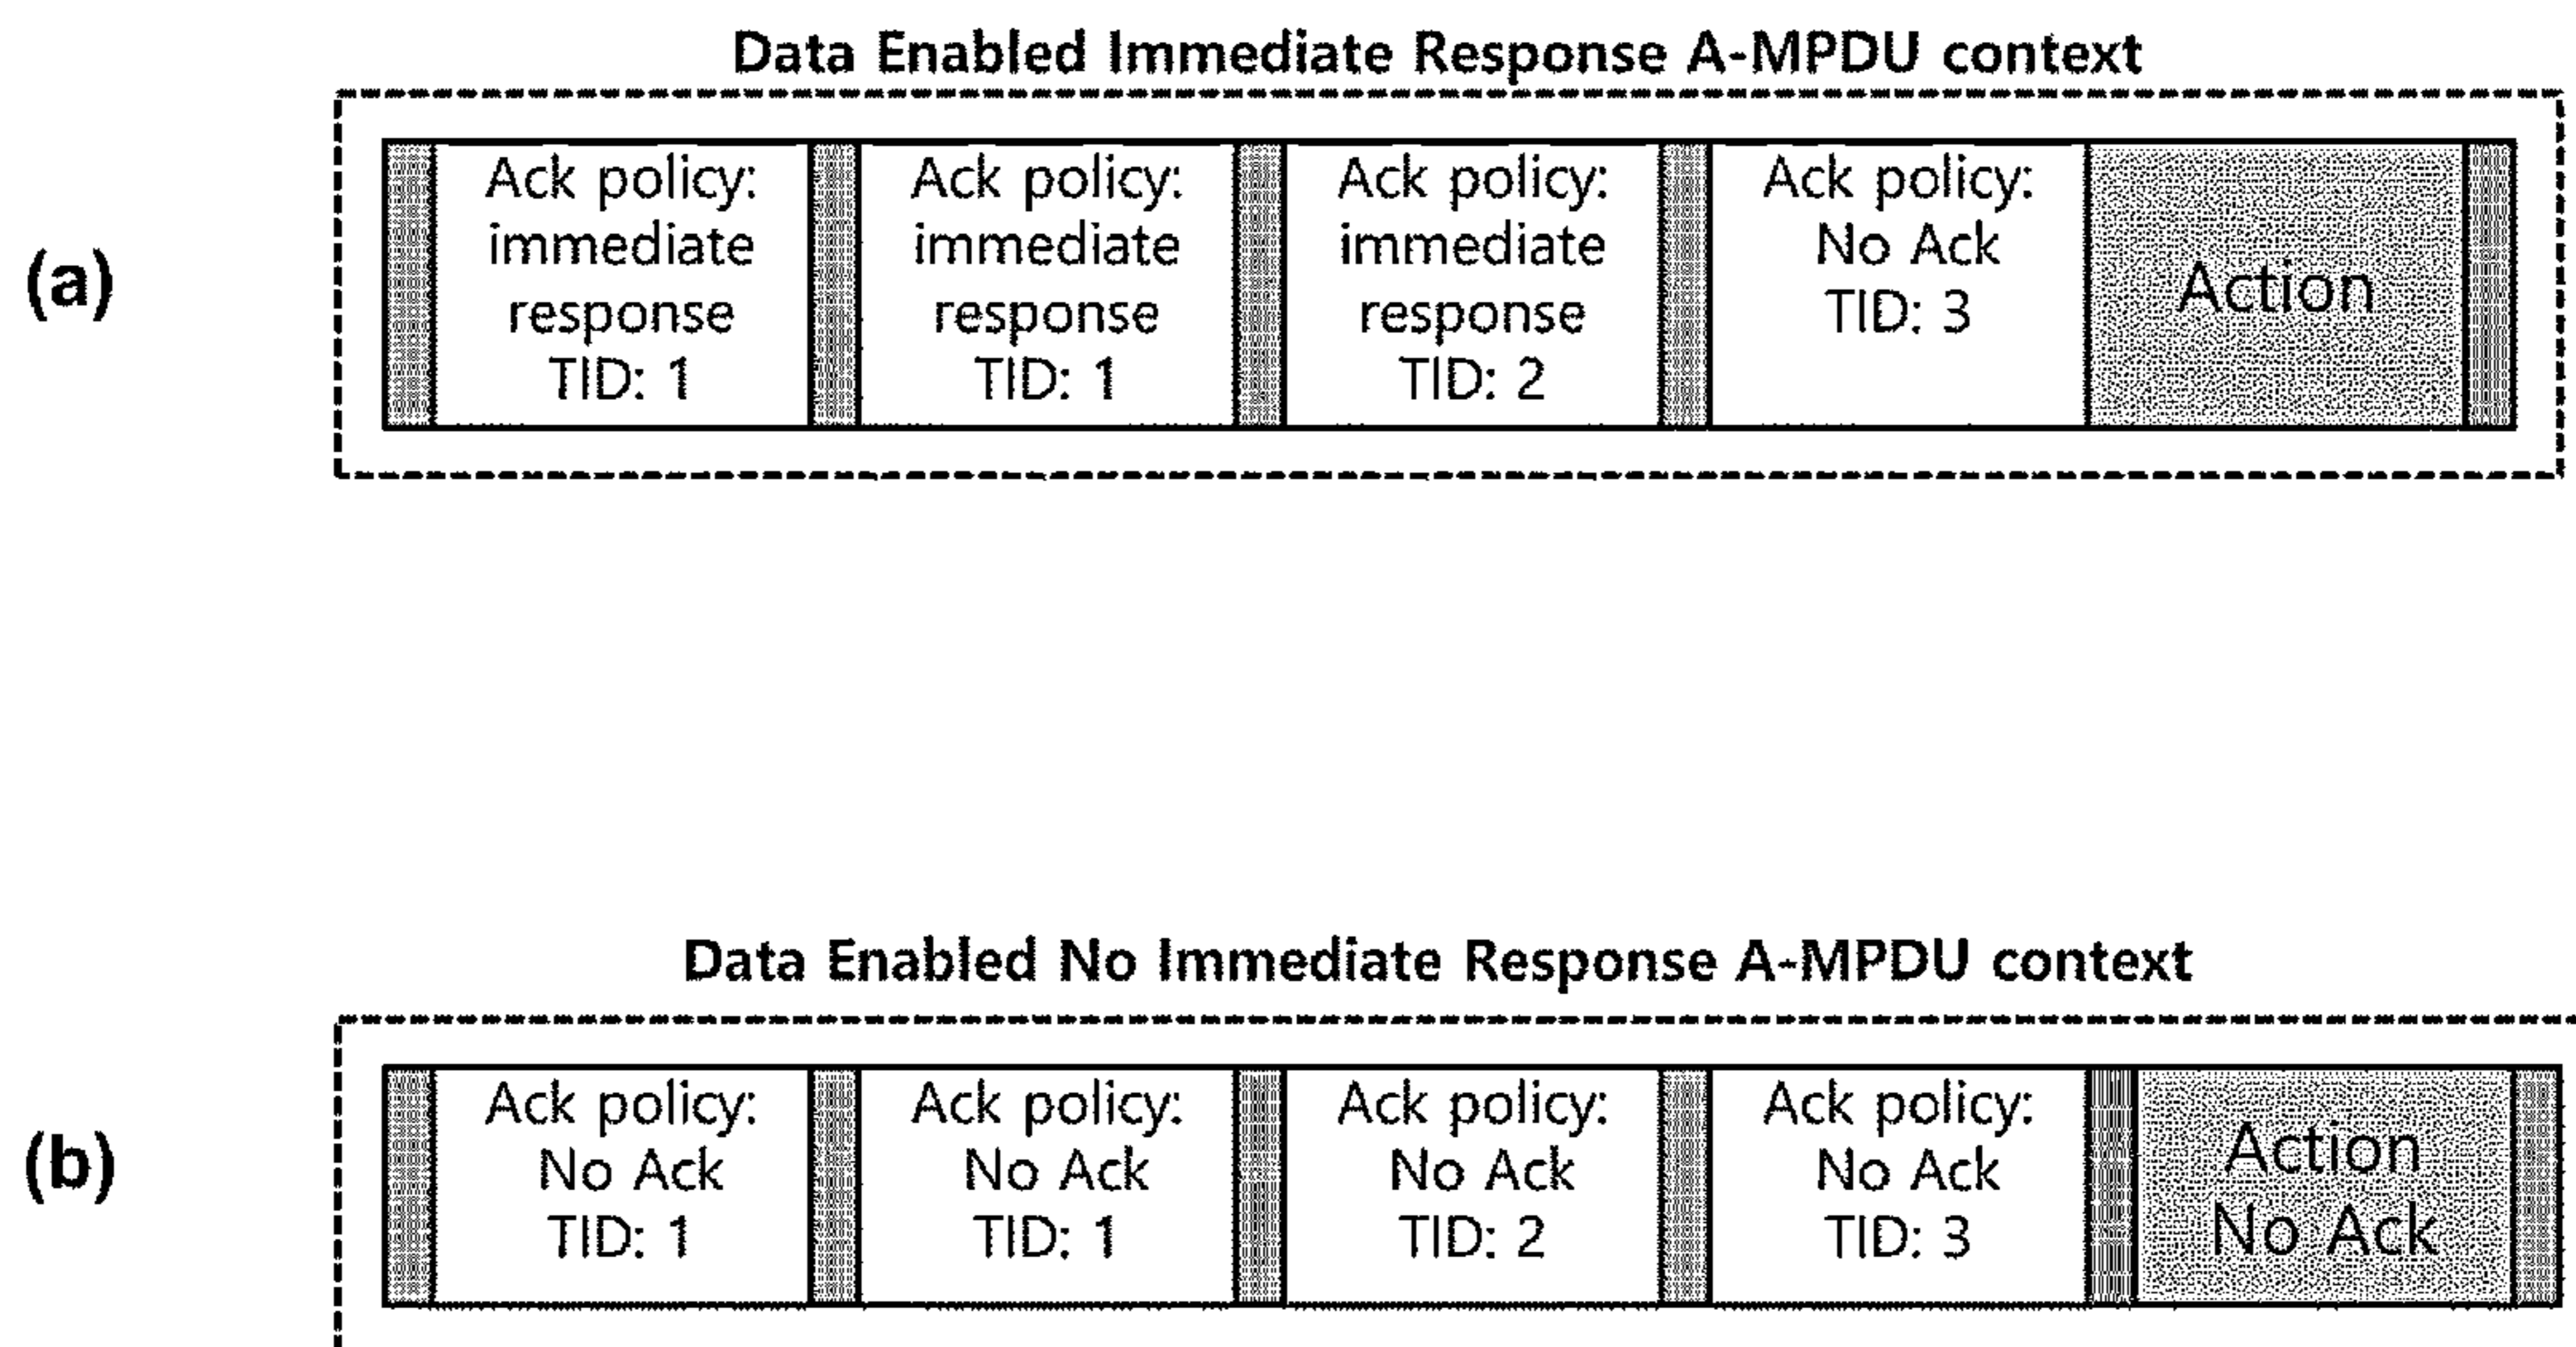 Data Enabled Immediate Response A-MPDU context
(a)
Ack policy:
immediate
response
TID: 1
Ack policy:
immediate
response
TID: 1
Ack policy:
immediate
response
TID: 2
Ack policy:
No Ack
TID: 3
Action
Data Enabled No Immediate Response A-MPDU context
(b)
Ack policy:
No Ack
TID: 1
Ack policy:
No Ack
TID: 1
Ack policy:
No Ack
TID: 2
Ack policy:
No Ack
TID: 3
Action
No Ack